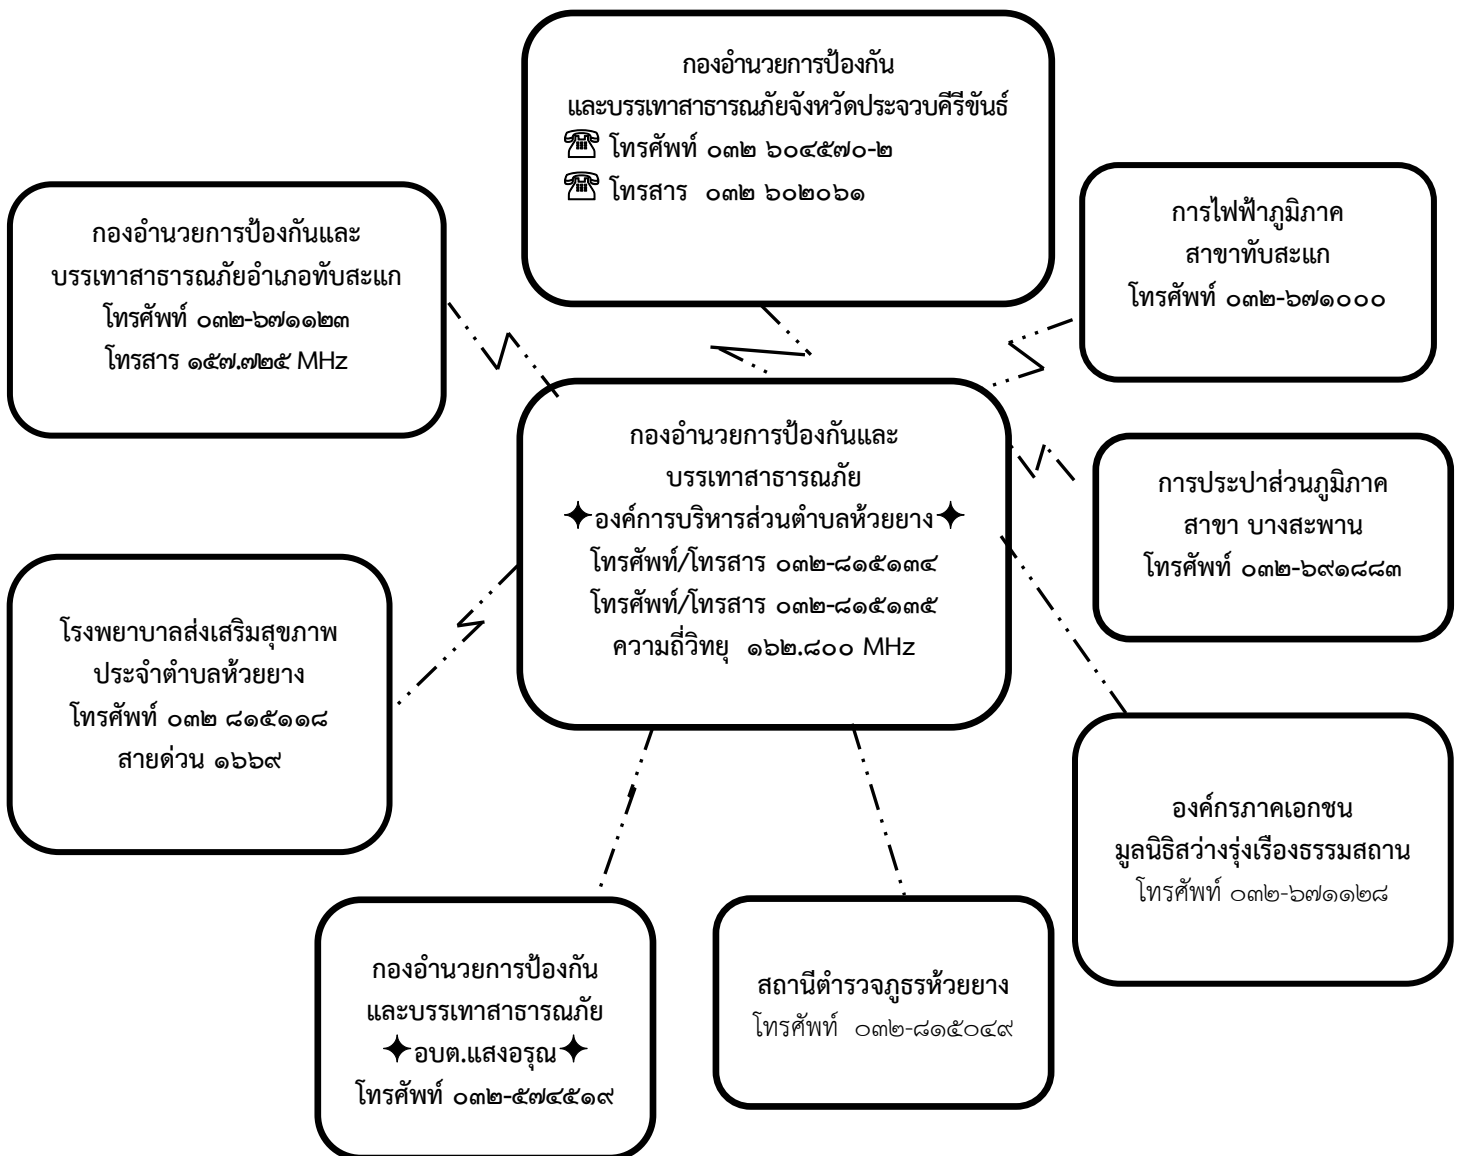 กองอำนวยการป้องกัน
และบรรเทาสาธารณภัยจังหวัดประจวบคีรีขันธ์
☎ โทรศัพท์ ๐๓๒ ๖๐๔๕๗๐-๒
☎ โทรสาร ๐๓๒ ๖๐๒๐๖๑
กองอำนวยการป้องกันและ
บรรเทาสาธารณภัยอำเภอทับสะแก
โทรศัพท์ ๐๓๒-๖๗๑๑๒๓
โทรสาร ๑๕๗.๗๒๕ MHz
การไฟฟ้าภูมิภาค
สาขาทับสะแก
โทรศัพท์ ๐๓๒-๖๗๑๐๐๐
กองอำนวยการป้องกันและ
บรรเทาสาธารณภัย
✦องค์การบริหารส่วนตำบลห้วยยาง✦
โทรศัพท์/โทรสาร ๐๓๒-๘๑๕๑๓๔
โทรศัพท์/โทรสาร ๐๓๒-๘๑๕๑๓๕
ความถี่วิทยุ ๑๖๒.๘๐๐ MHz
การประปาส่วนภูมิภาค
สาขา บางสะพาน
โทรศัพท์ ๐๓๒-๖๙๑๘๘๓
โรงพยาบาลส่งเสริมสุขภาพ
ประจำตำบลห้วยยาง
โทรศัพท์ ๐๓๒ ๘๑๕๑๑๘
สายด่วน ๑๖๖๙
องค์กรภาคเอกชน
มูลนิธิสว่างรุ่งเรืองธรรมสถาน
โทรศัพท์ ๐๓๒-๖๗๑๑๒๘
กองอำนวยการป้องกัน
และบรรเทาสาธารณภัย
✦อบต.แสงอรุณ✦
โทรศัพท์ ๐๓๒-๕๗๔๕๑๙
สถานีตำรวจภูธรห้วยยาง
โทรศัพท์ ๐๓๒-๘๑๕๐๔๙